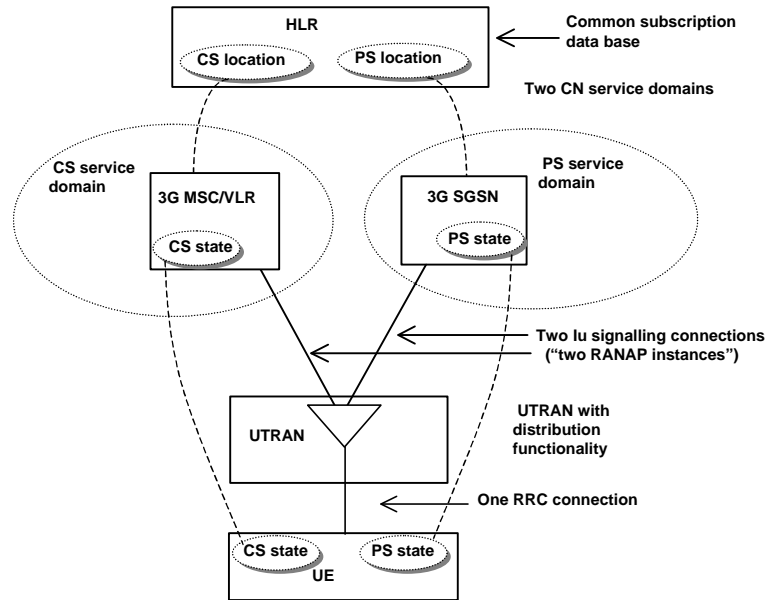 HLR
CS location
PS location
Common subscription
data base
Two CN service domains
CS service
domain
3G MSC/VLR
CS state
PS service
domain
3G SGSN
PS state
Two Iu signalling connections
(“two RANAP instances”)
UTRAN
UTRAN with
distribution
functionality
One RRC connection
CS state
PS state
UE